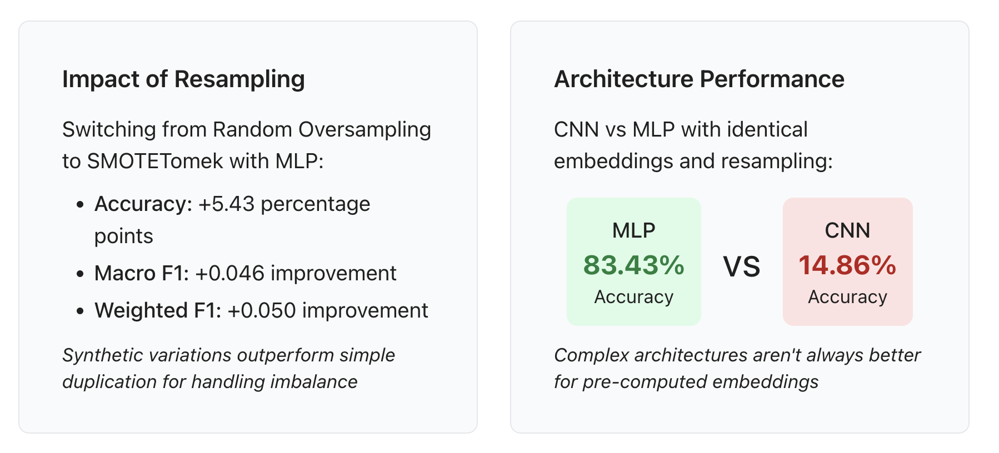 Impact of Resampling
Switching from Random Oversampling
to SMOTETomek with MLP:
• Accuracy: +5.43 percentage
points
• Macro F1: +0.046 improvement
• Weighted F1: +0.050 improvement
Synthetic variations outperform simple
duplication for handling imbalance
Architecture Performance
CNN vs MLP with identical
embeddings and resampling:
MLP
83.43%
Accuracy
VS
CNN
14.86%
Accuracy
Complex architectures aren't always better
for pre-computed embeddings